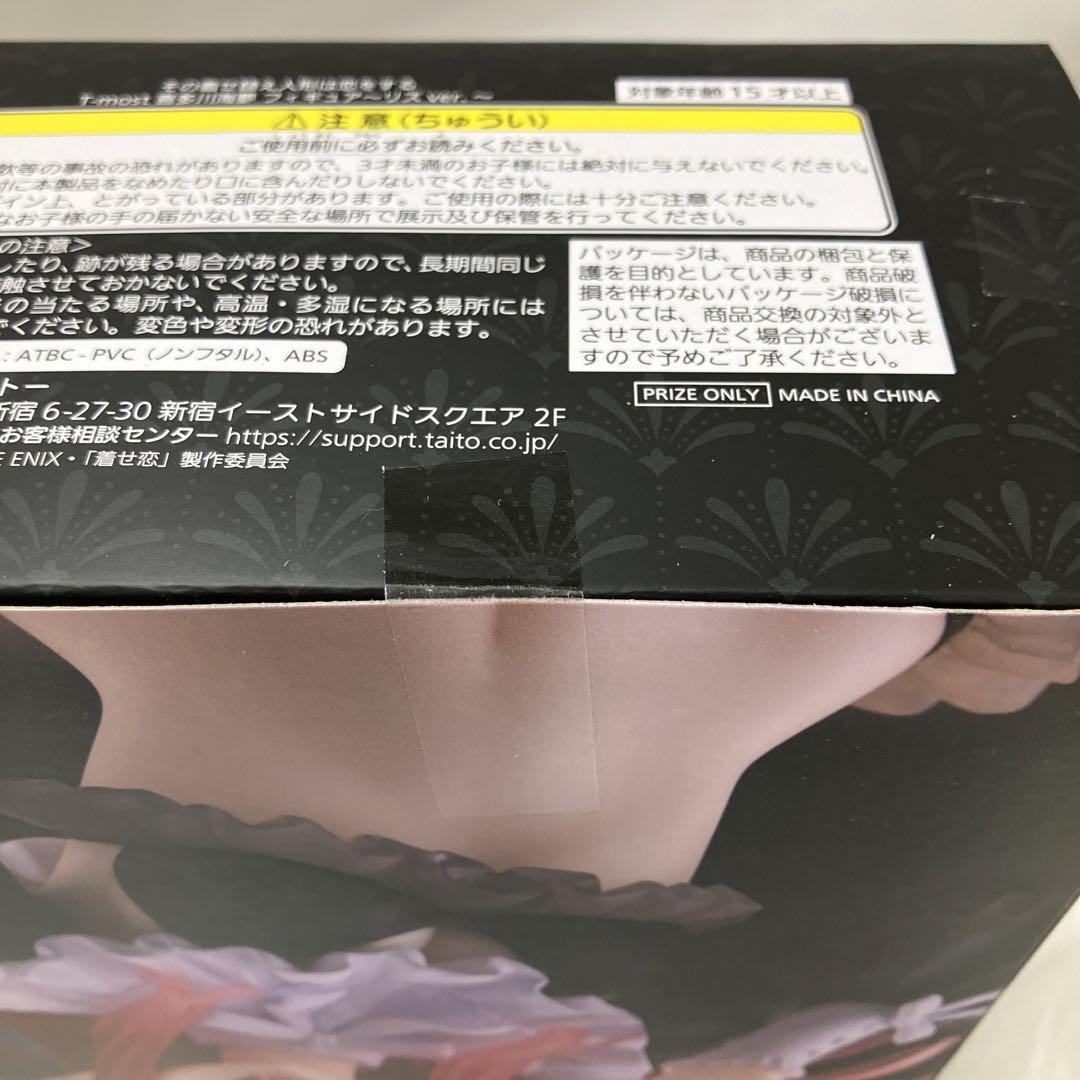 その着せ替え人形は恋をする
T-most 喜多川海夢 フィギュア～リズ ver. ～
対象年齢 15 才以上
注 意 (ちゅうい)
ご使用前に必ずお読みください。
飲等の事故の恐れがありますので、3才未満のお子様には絶対に与えないでください。
対に本製品をなめたり口に含んだりしないでください。
イン上、とがっている部分があります。ご使用の際には十分ご注意ください。
なお子様の手の届かない安全な場所で展示及び保管を行ってください。
の注意>
したり、跡が残る場合がありますので、長期間同じ
触させておかないでください。
の当たる場所や、高温・多湿になる場所には
でください。変色や変形の恐れがあります。
: ATBC-PVC (ノンフタル)、ABS
パッケージは、商品の梱包と保
護を目的としています。商品破
損を伴わないパッケージ破損に
ついては、商品交換の対象外と
させていただく場合がございま
すので予めご了承ください。
PRIZE ONLY MADE IN CHINA
トー
新宿 6-27-30 新宿イーストサイドスクエア 2F
お客様相談センター https://support.taito.co.jp/
E ENIX・「着せ恋」製作委員会